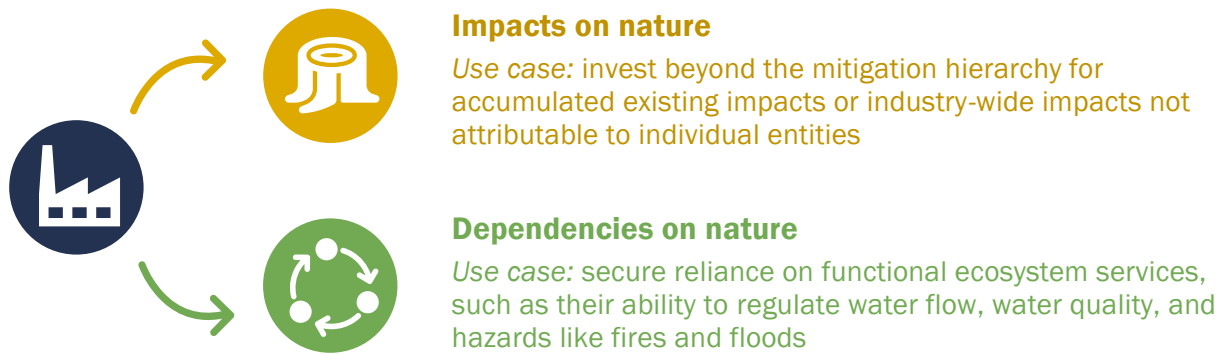 Impacts on nature
Use case: invest beyond the mitigation hierarchy for
accumulated existing impacts or industry-wide impacts not
attributable to individual entities
Dependencies on nature
Use case: secure reliance on functional ecosystem services,
such as their ability to regulate water flow, water quality, and
hazards like fires and floods